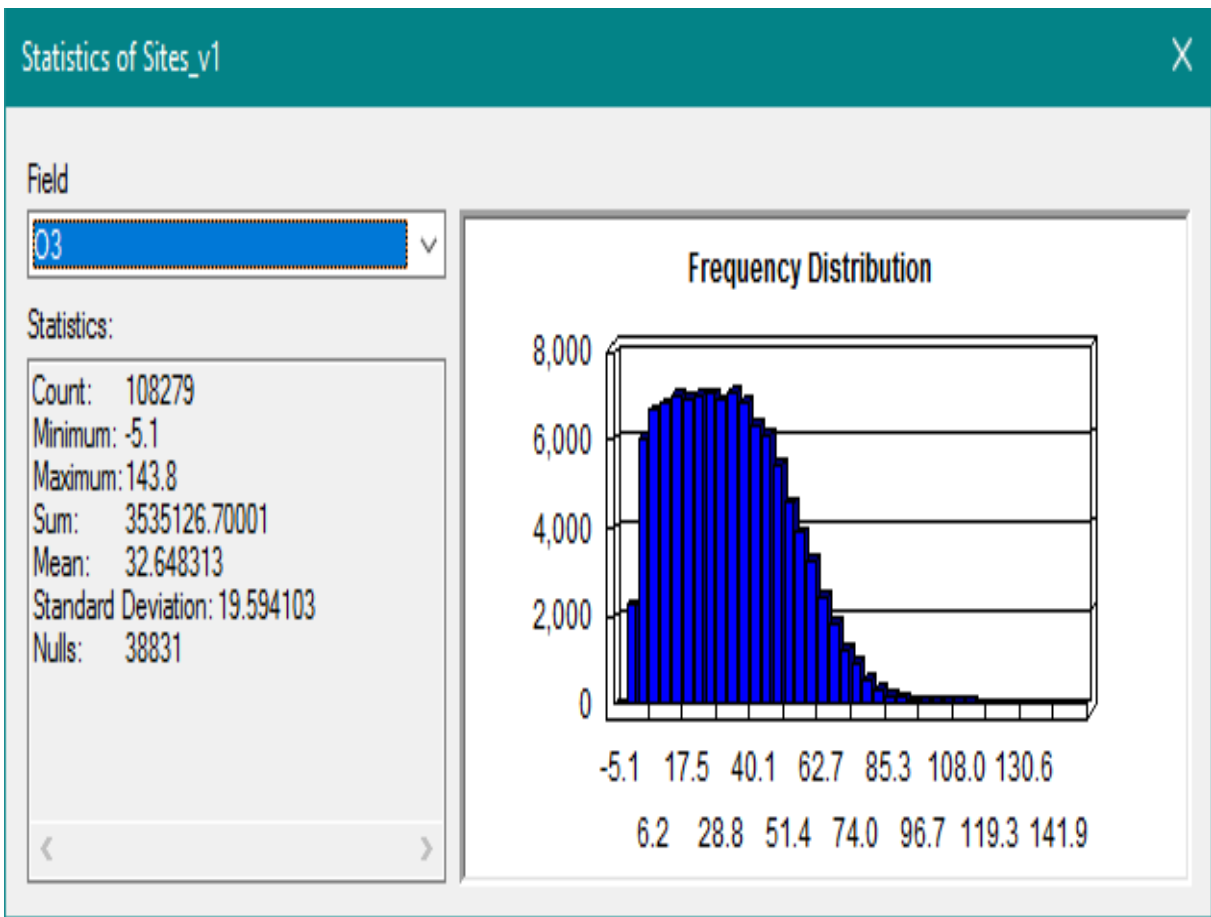 Statistics of Sites_v1
X
Field
O3
Statistics:
Count: 108279
Minimum: -5.1
Maximum: 143.8
Sum: 3535126.70001
Mean: 32.648313
Standard Deviation: 19.594103
Nulls: 38831
Frequency Distribution
8,000
6,000
4,000
2,000
0
-5.1 17.5 40.1 62.7 85.3 108.0 130.6
6.2 28.8 51.4 74.0 96.7 119.3 141.9